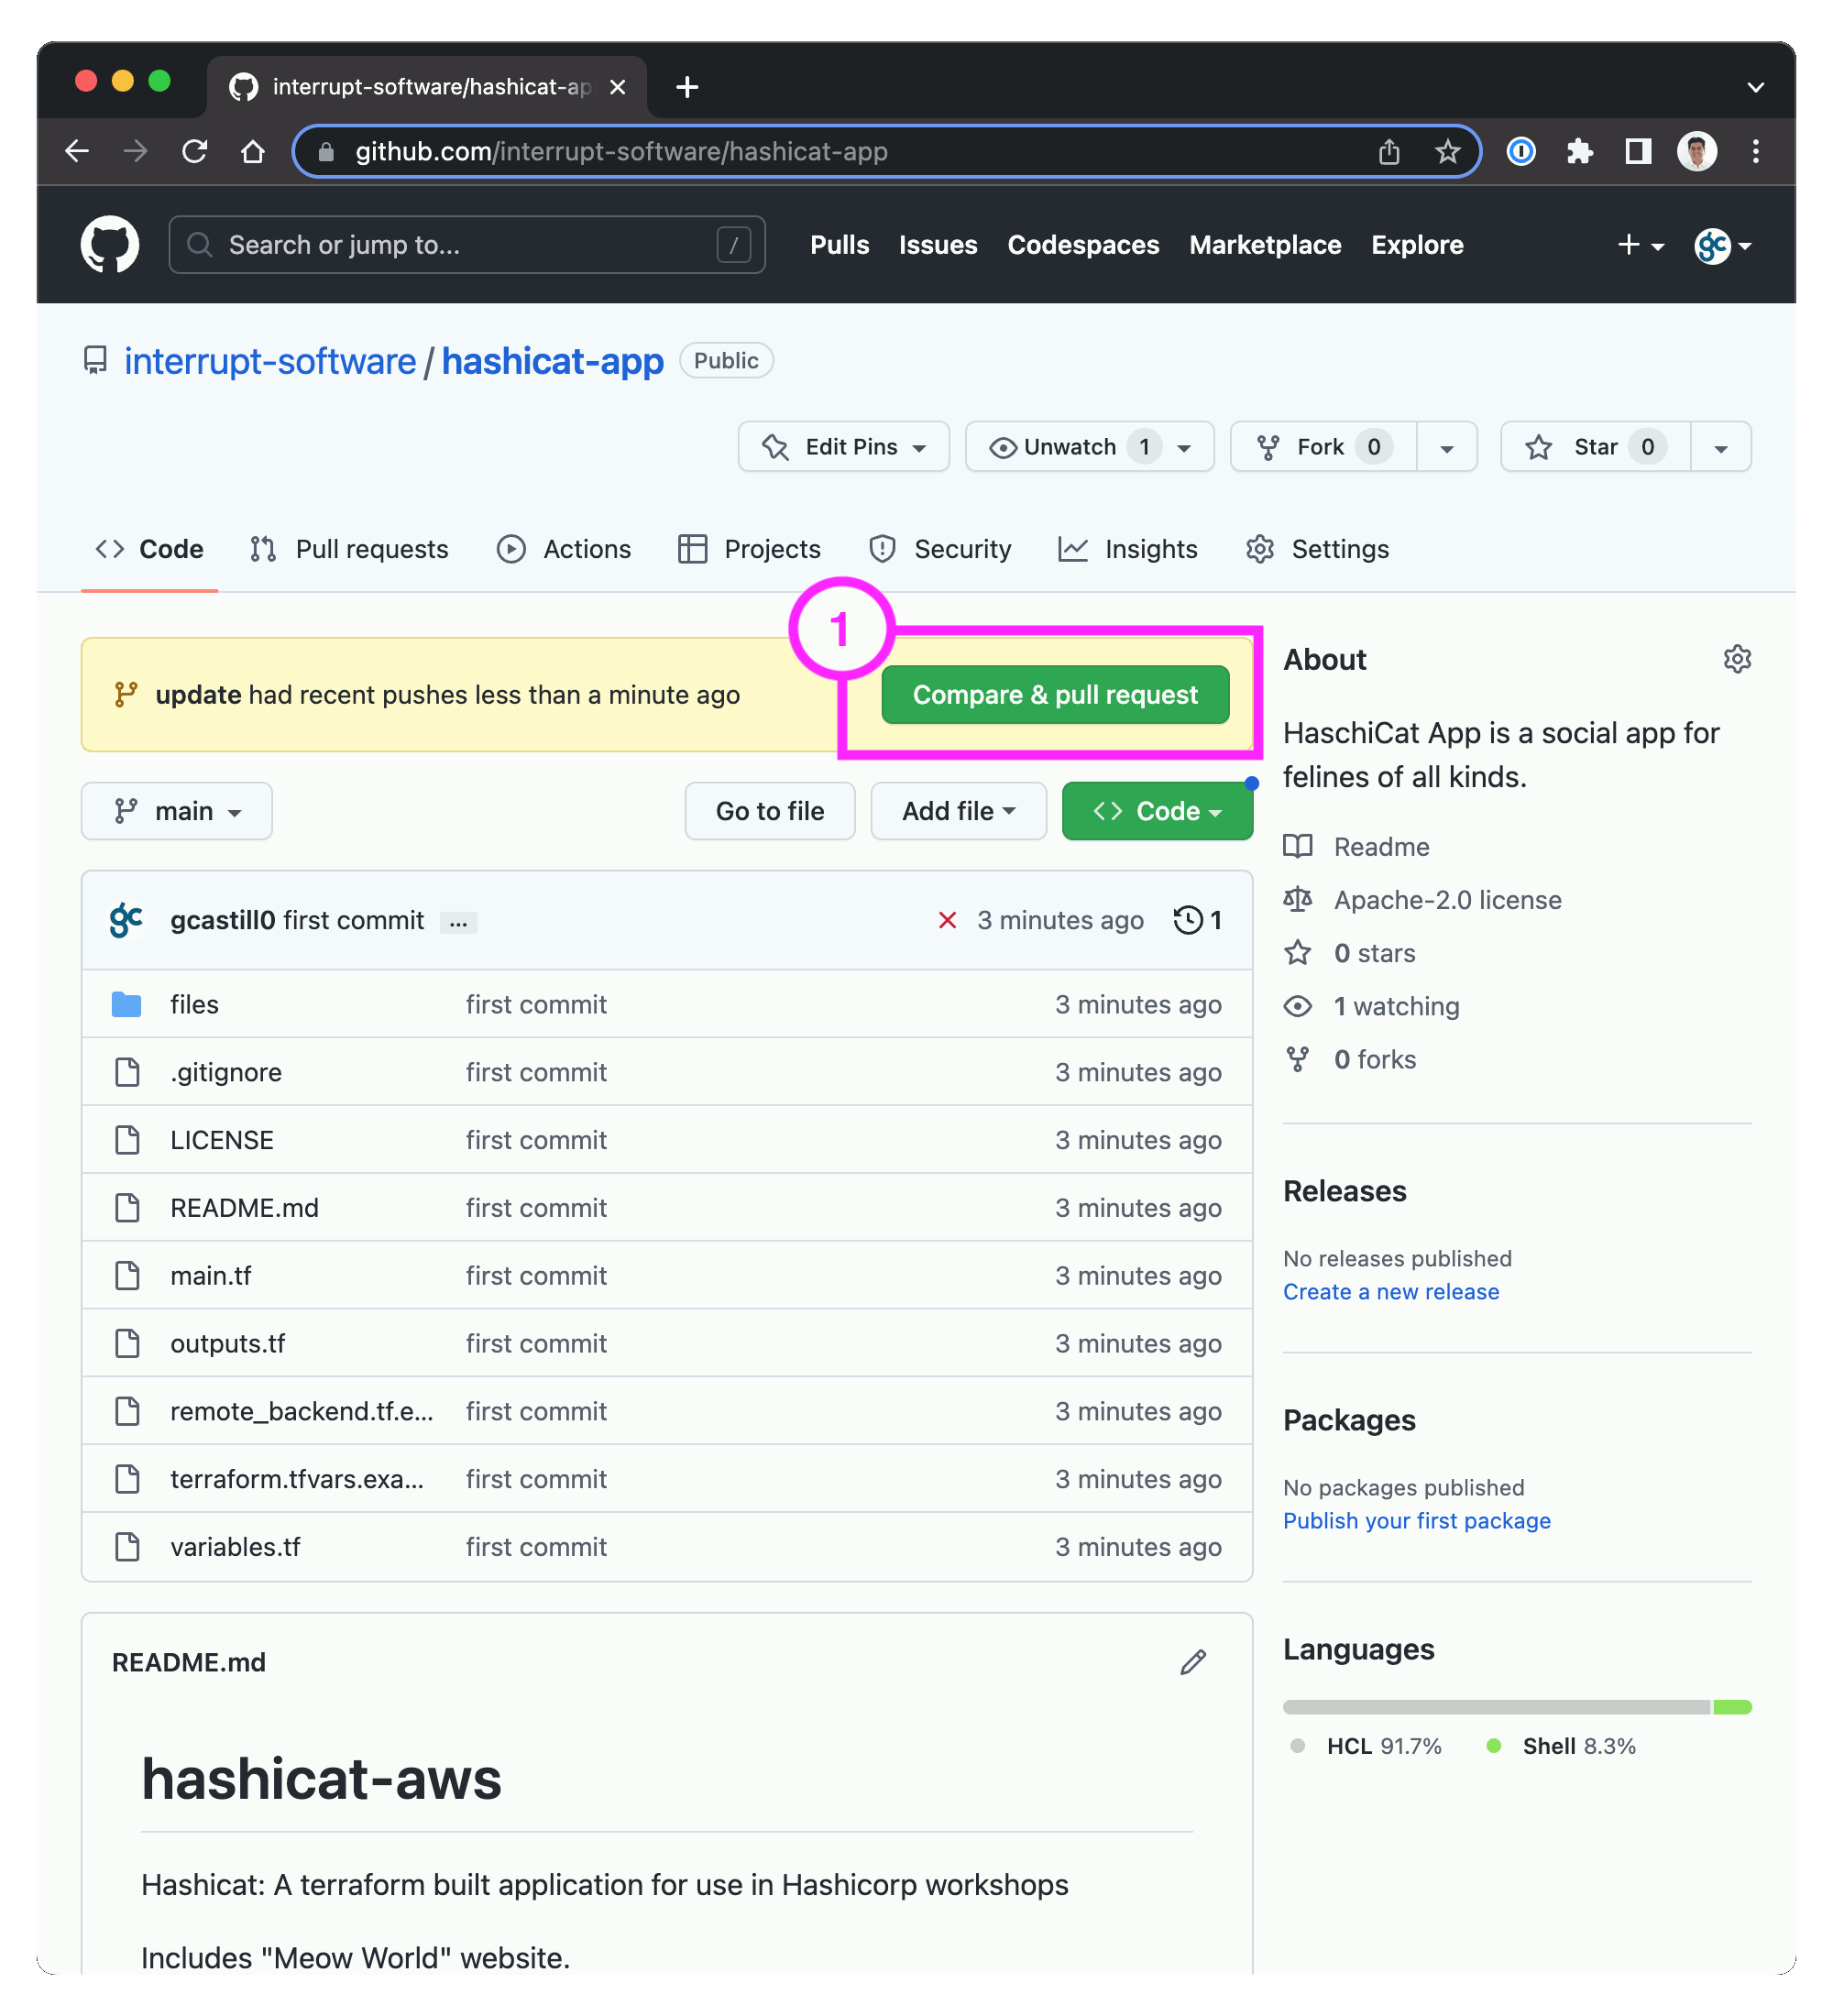 interrupt-software/hashicat-ap
github.com/interrupt-software/hashicat-app
Search or jump to... /
Pulls Issues Codespaces Marketplace Explore
gc
interrupt-software / hashicat-app Public
Edit Pins Unwatch 1 Fork 0 Star 0
Code Pull requests Actions Projects Security Insights Settings
1
update had recent pushes less than a minute ago Compare & pull request
main Go to file Add file Code
gc gcastill0 first commit ... 3 minutes ago 1
files first commit 3 minutes ago
.gitignore first commit 3 minutes ago
LICENSE first commit 3 minutes ago
README.md first commit 3 minutes ago
main.tf first commit 3 minutes ago
outputs.tf first commit 3 minutes ago
remote_backend.tf.e... first commit 3 minutes ago
terraform.tfvars.exa... first commit 3 minutes ago
variables.tf first commit 3 minutes ago
README.md
hashicat-aws
Hashicat: A terraform built application for use in Hashicorp workshops
Includes "Meow World" website.
About
HaschiCat App is a social app for
felines of all kinds.
Readme
Apache-2.0 license
0 stars
1 watching
0 forks
Releases
No releases published
Create a new release
Packages
No packages published
Publish your first package
Languages
HCL 91.7% Shell 8.3%